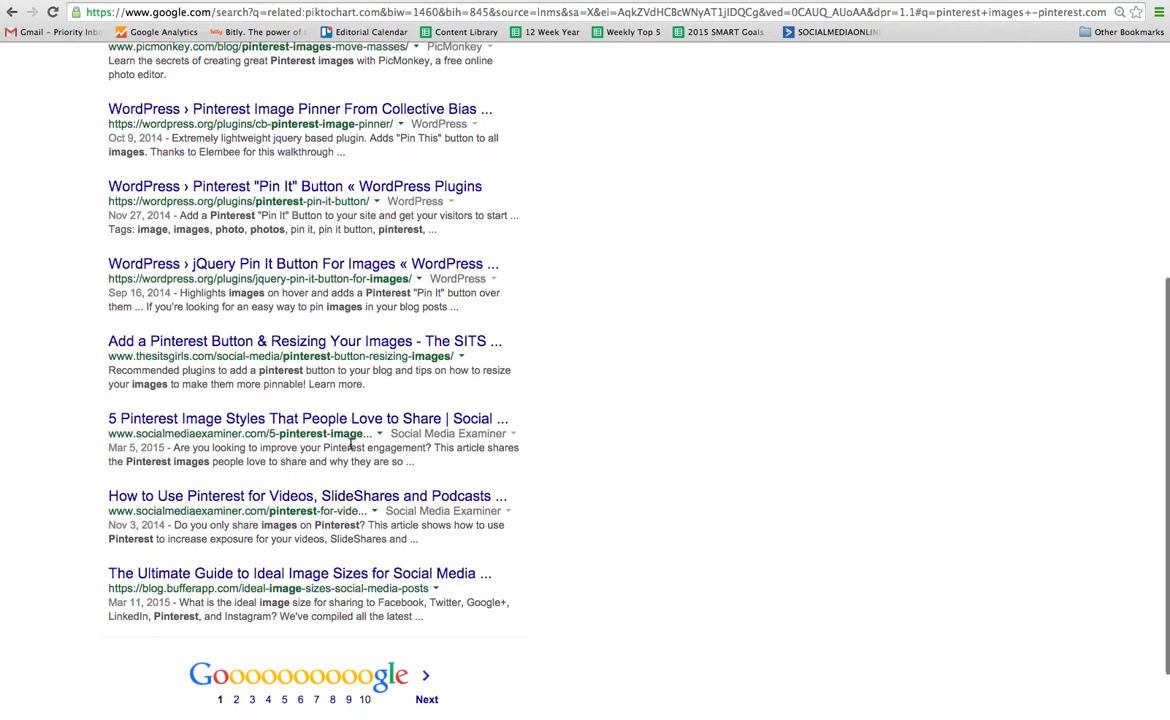 https://www.google.com/search?q=related:piktochart.com&biw=1460&bih=845&source=lnms&sa=X&ei=AqkZVdHCBcWNyAT1jIDQCg&ved=0CAUQ_AUoAA&dpr=1.1#q=pinterest+images+-pinterest.com
Gmail - Priority Inbo Google Analytics Bitly. The power of Editorial Calendar Content Library 12 Week Year Weekly Top 5 2015 SMART Goals SOCIALMEDIAONLIN Other Bookmarks
www.picmonkey.com/blog/pinterest-images-move-masses/ PicMonkey
Learn the secrets of creating great Pinterest images with PicMonkey, a free online
photo editor.
WordPress › Pinterest Image Pinner From Collective Bias ...
https://wordpress.org/plugins/cb-pinterest-image-pinner/ WordPress
Oct 9, 2014 - Extremely lightweight jquery based plugin. Adds "Pin This" button to all
images. Thanks to Elembee for this walkthrough ...
WordPress › Pinterest "Pin It" Button « WordPress Plugins
https://wordpress.org/plugins/pinterest-pin-it-button/ WordPress
Nov 27, 2014 - Add a Pinterest "Pin It" Button to your site and get your visitors to start ...
Tags: image, images, photo, photos, pin it, pin it button, pinterest, ...
WordPress › jQuery Pin It Button For Images « WordPress ...
https://wordpress.org/plugins/jquery-pin-it-button-for-images/ WordPress
Sep 16, 2014 - Highlights images on hover and adds a Pinterest "Pin It" button over
them ... If you're looking for an easy way to pin images in your blog posts ...
Add a Pinterest Button & Resizing Your Images - The SITS ...
www.thesitsgirls.com/social-media/pinterest-button-resizing-images/
Recommended plugins to add a pinterest button to your blog and tips on how to resize
your images to make them more pinnable! Learn more.
5 Pinterest Image Styles That People Love to Share | Social ...
www.socialmediaexaminer.com/5-pinterest-image... Social Media Examiner
Mar 5, 2015 - Are you looking to improve your Pinterest engagement? This article shares
the Pinterest images people love to share and why they are so ...
How to Use Pinterest for Videos, SlideShares and Podcasts ...
www.socialmediaexaminer.com/pinterest-for-vide... Social Media Examiner
Nov 3, 2014 - Do you only share images on Pinterest? This article shows how to use
Pinterest to increase exposure for your videos, SlideShares and ...
The Ultimate Guide to Ideal Image Sizes for Social Media ...
https://blog.bufferapp.com/ideal-image-sizes-social-media-posts
Mar 11, 2015 - What is the ideal image size for sharing to Facebook, Twitter, Google+,
LinkedIn, Pinterest, and Instagram? We've compiled all the latest ...
Goooooooooogle
1 2 3 4 5 6 7 8 9 10 Next